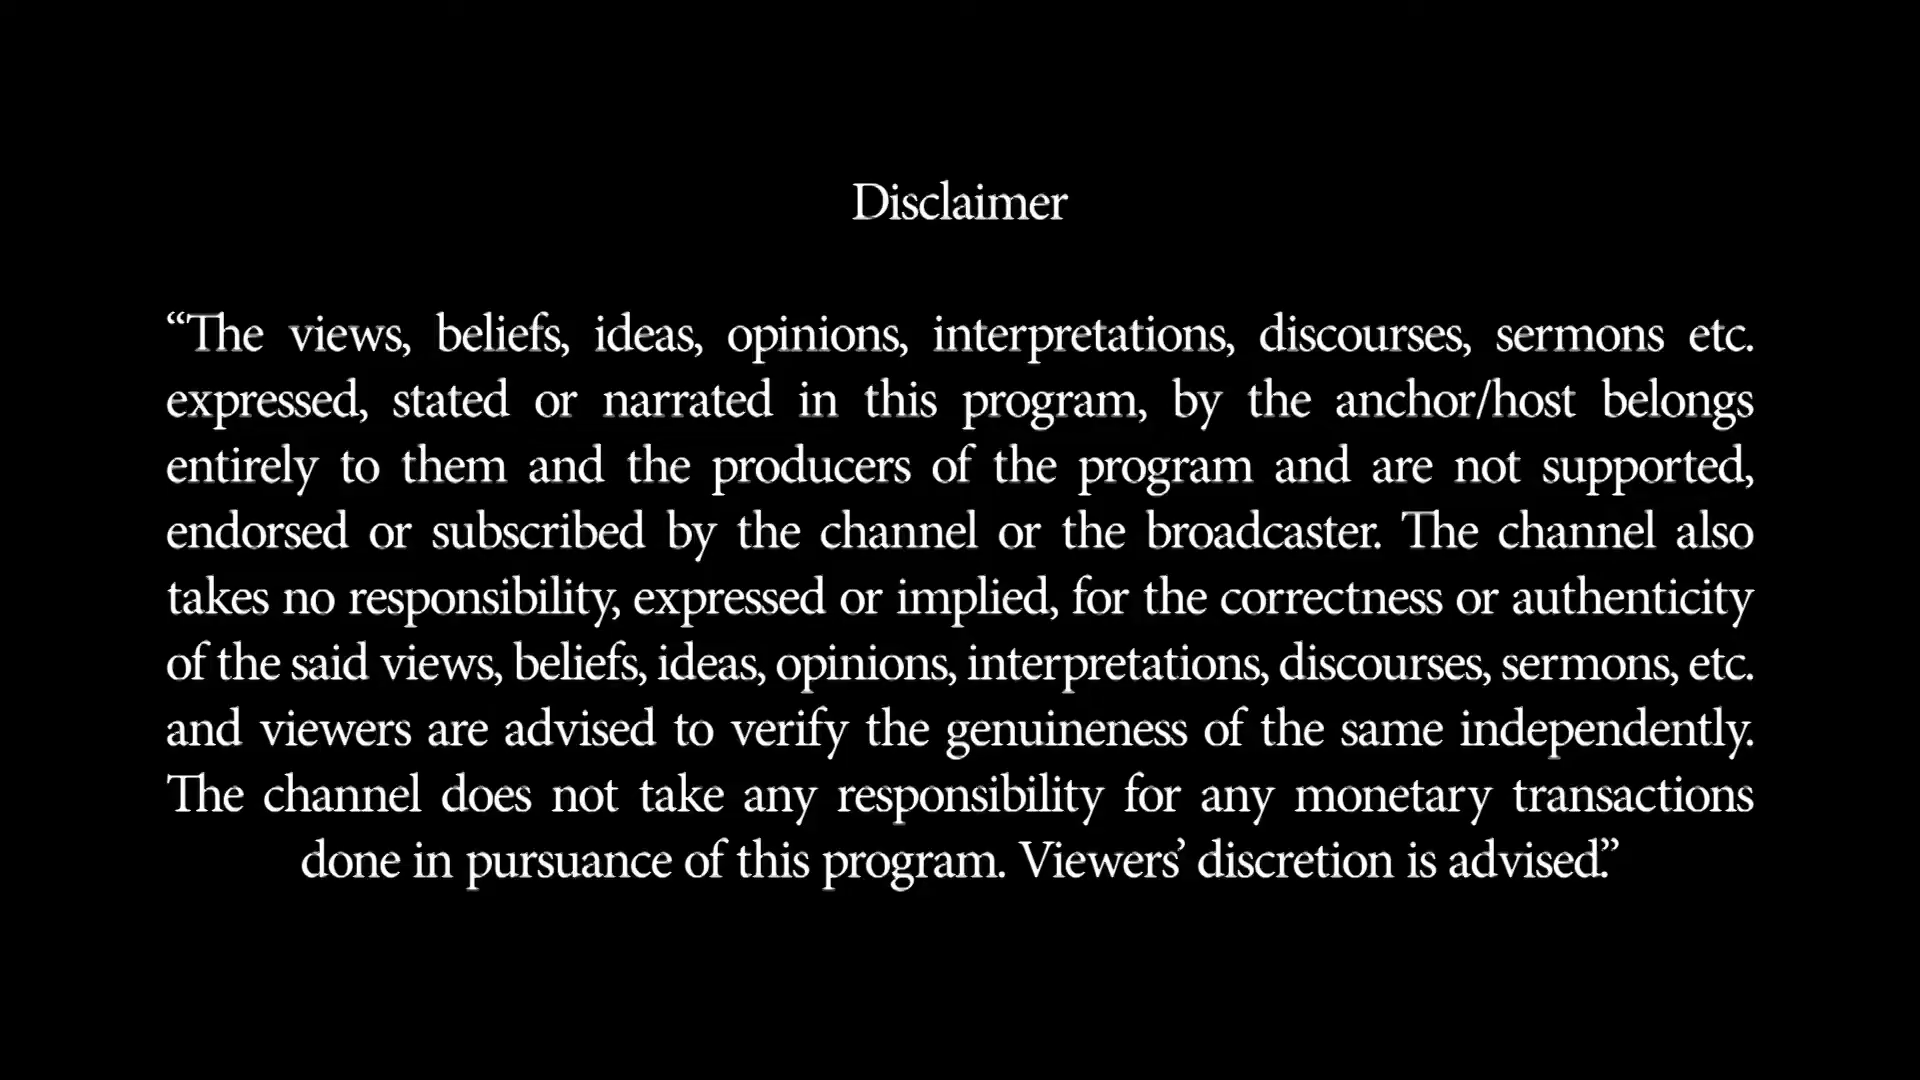 Disclaimer
“The views, beliefs, ideas, opinions, interpretations, discourses, sermons etc.
expressed, stated or narrated in this program, by the anchor/host belongs
entirely to them and the producers of the program and are not supported,
endorsed or subscribed by the channel or the broadcaster. The channel also
takes no responsibility, expressed or implied, for the correctness or authenticity
of the said views, beliefs, ideas, opinions, interpretations, discourses, sermons, etc.
and viewers are advised to verify the genuineness of the same independently.
The channel does not take any responsibility for any monetary transactions
done in pursuance of this program. Viewers’ discretion is advised.”